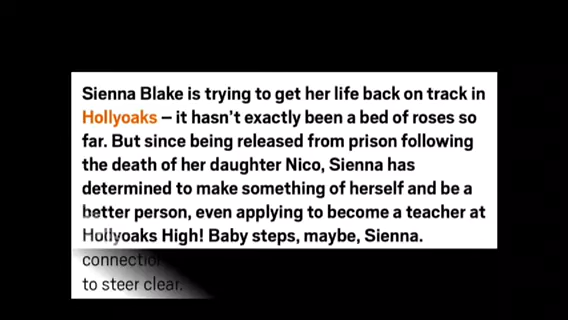 Sienna Blake is trying to get her life back on track in
Hollyoaks – it hasn't exactly been a bed of roses so
far. But since being released from prison following
the death of her daughter Nico, Sienna has
determined to make something of herself and be a
better person, even applying to become a teacher at
Hollyoaks High! Baby steps, maybe, Sienna.
to steer clear.